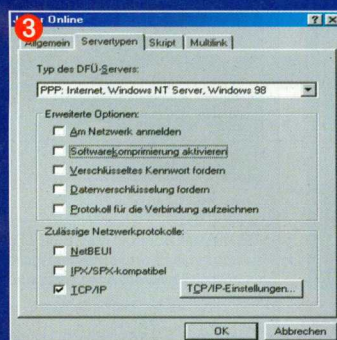 3
Online
Allgemein Servertypen Skript Multilink
Typ des DFÜ-Servers:
PPP: Internet, Windows NT Server, Windows 98
Erweiterte Optionen:
Am Netzwerk anmelden
Softwarekomprimierung aktivieren
Verschlüsseltes Kennwort fordern
Datenverschlüsselung fordern
Protokoll für die Verbindung aufzeichnen
Zulässige Netzwerkprotokolle:
NetBEUI
IPX/SPX-kompatibel
TCP/IP
TCP/IP-Einstellungen...
OK Abbrechen